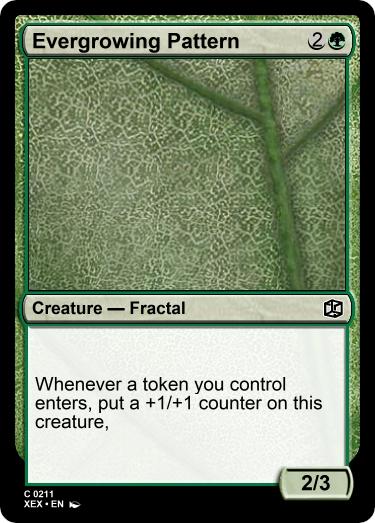 Evergrowing Pattern 2
Creature — Fractal
Whenever a token you control
enters, put a +1/+1 counter on this
creature,
2/3
C 0211
XEX • EN